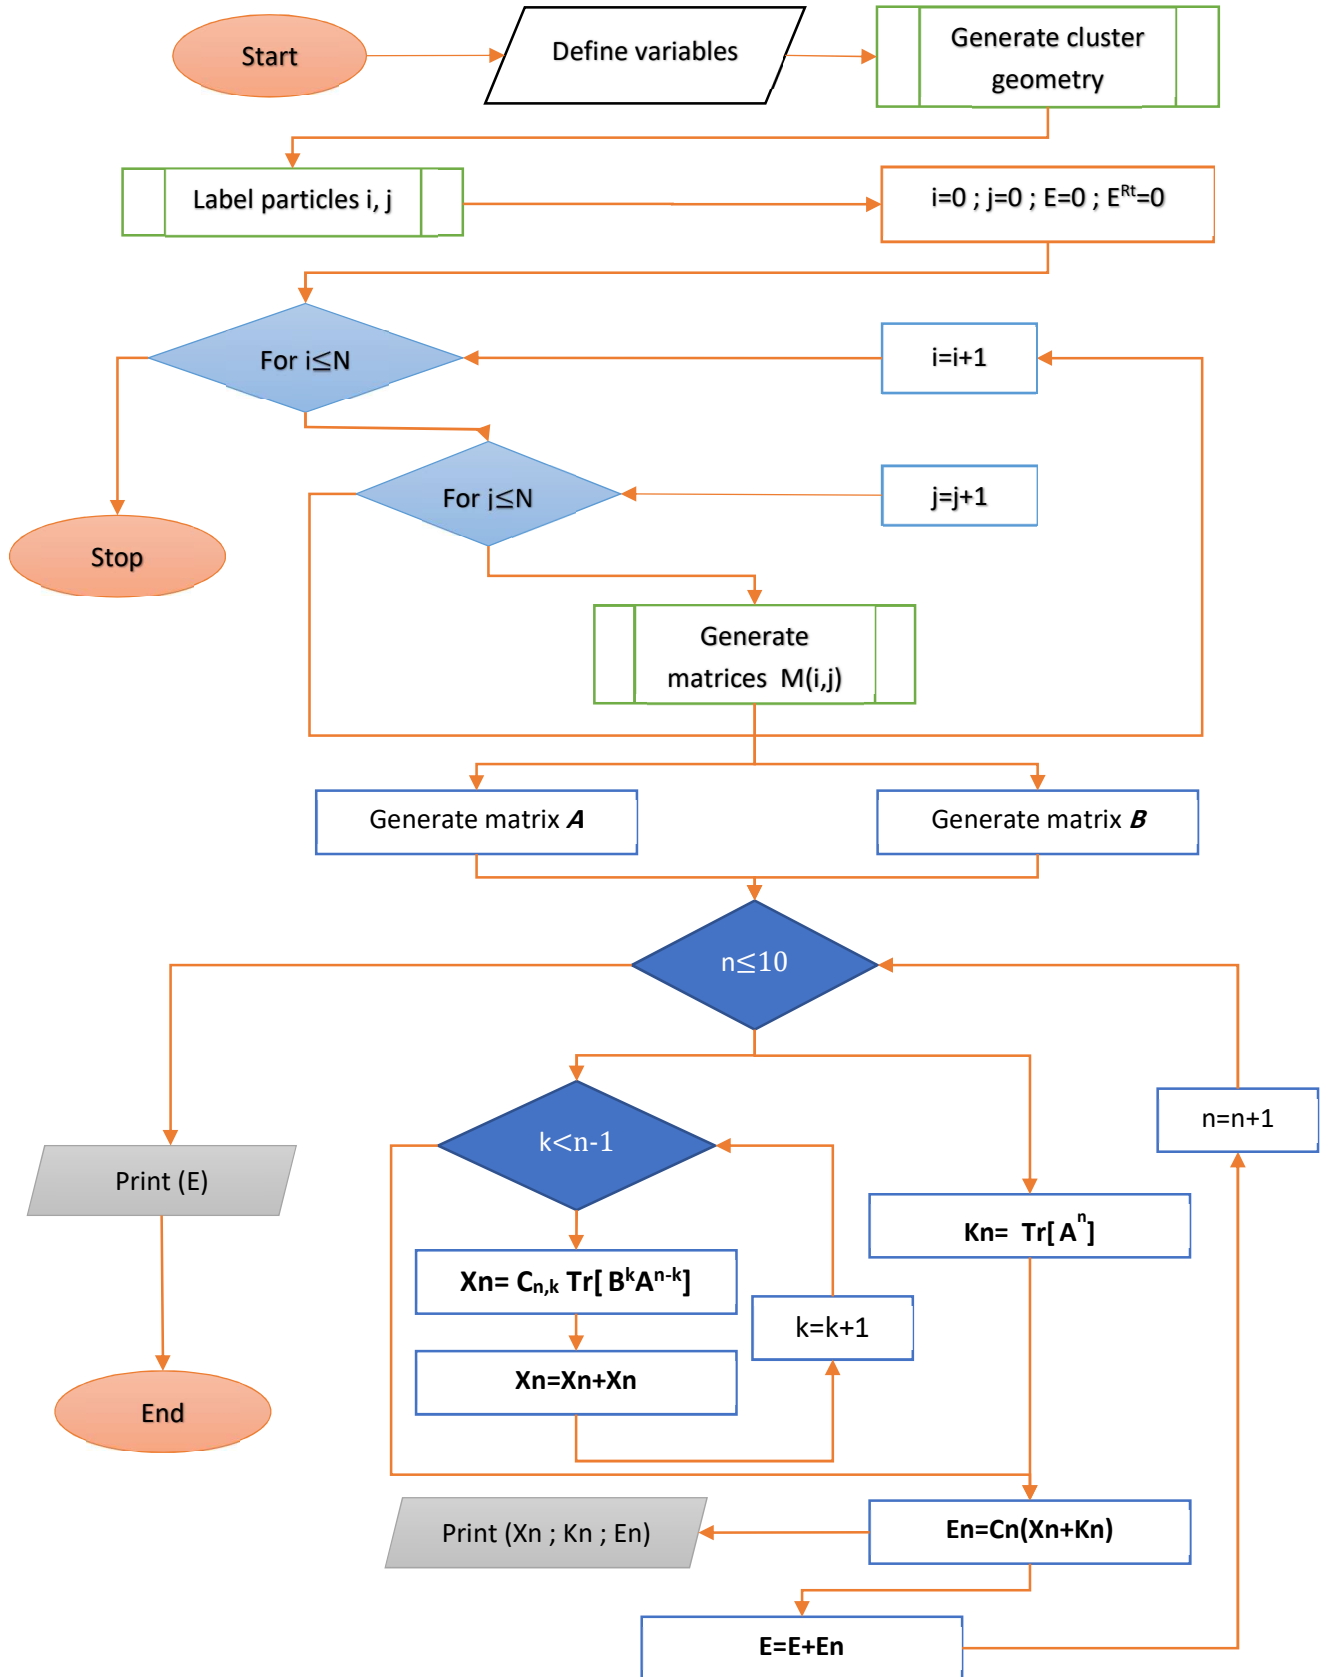 Start
Define variables
Generate cluster
geometry
Label particles i, j
i=0 ; j=0 ; E=0 ; E^Rt=0
For i≤N
i=i+1
For j≤N
j=j+1
Stop
Generate
matrices M(i,j)
Generate matrix A
Generate matrix B
n≤10
k<n-1
n=n+1
Print (E)
Kn= Tr[ A^n]
Xn= C_n,k Tr[ B^kA^n-k]
k=k+1
Xn=Xn+Xn
End
Print (Xn ; Kn ; En)
En=Cn(Xn+Kn)
E=E+En